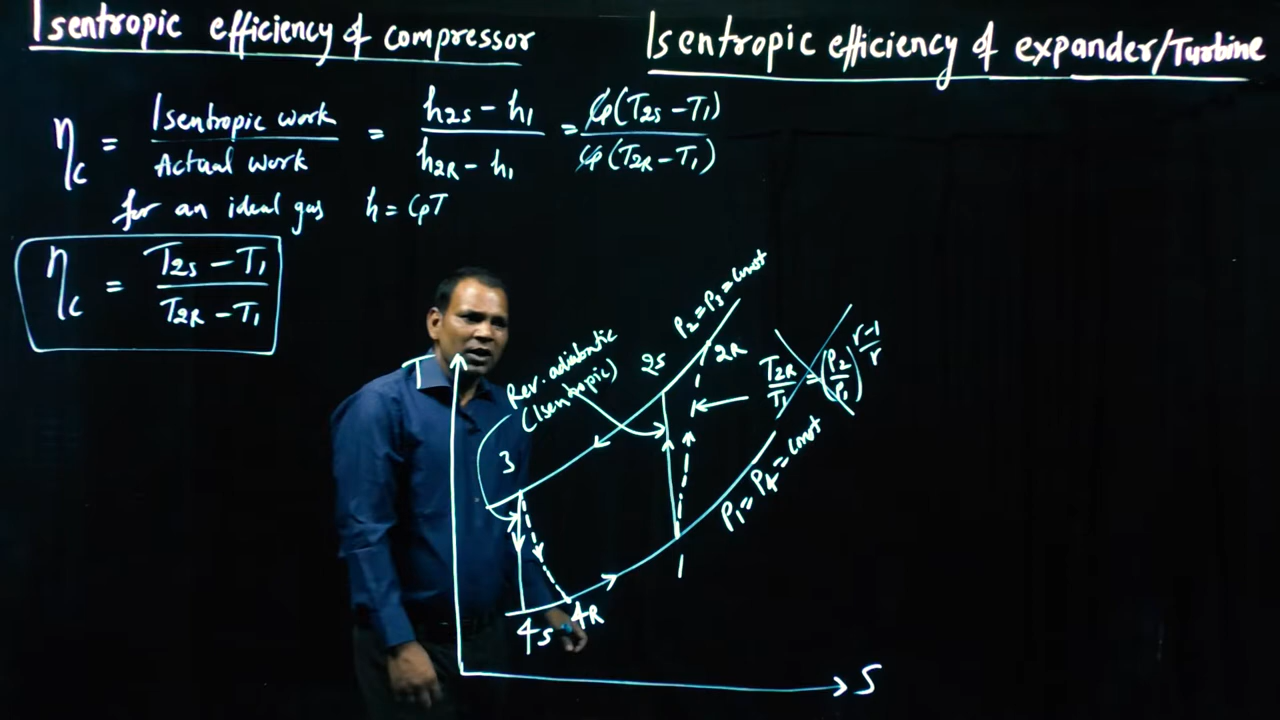 Isentropic efficiency of compressor
Isentropic efficiency of expander/Turbine
ηc = Isentropic work / Actual work = h2s - h1 / h2R - h1 = Cp(T2s - T1) / Cp(T2R - T1)
for an ideal gas h = CpT
ηc = T2s - T1 / T2R - T1
P2 = P3 = Const
Rev. adiabatic
(Isentropic)
T
2s
2R
T2R / T1 = (P2 / P1)^(r-1 / r)
3
P1 = P4 = Const
1
4s
4R
S